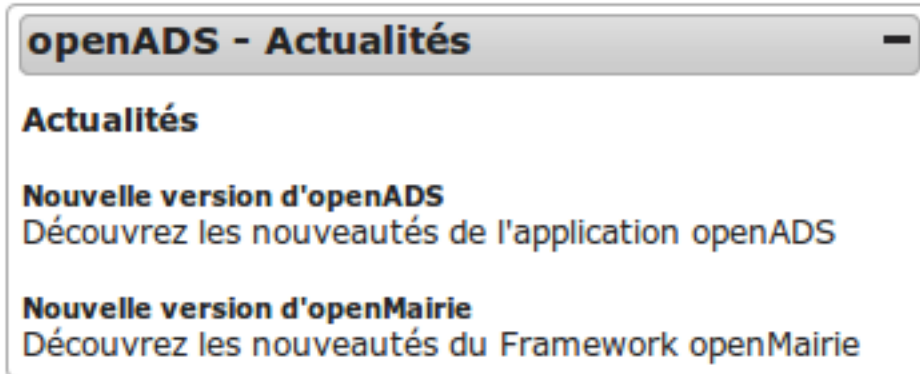 openADS - Actualités
Actualités
Nouvelle version d'openADS
Découvrez les nouveautés de l'application openADS
Nouvelle version d'openMairie
Découvrez les nouveautés du Framework openMairie